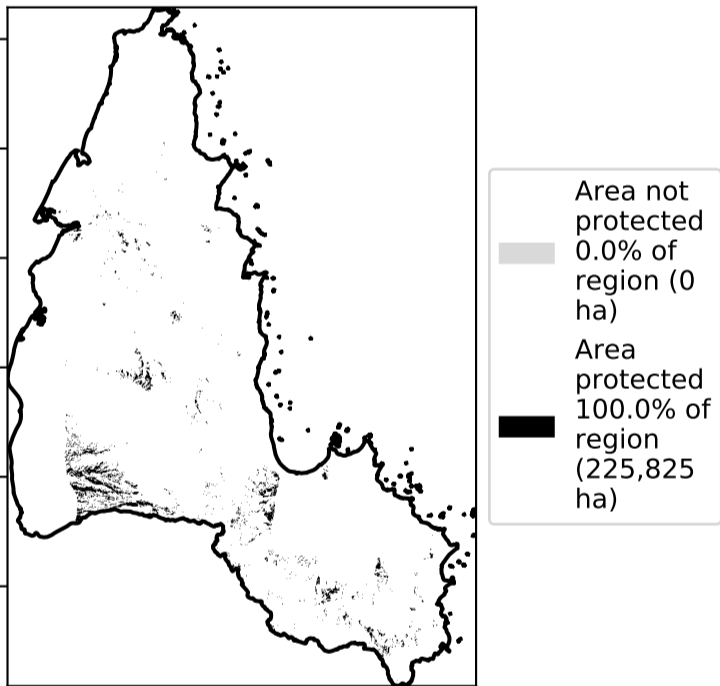 Area not
protected
0.0% of
region (0
ha)
Area
protected
100.0% of
region
(225,825
ha)